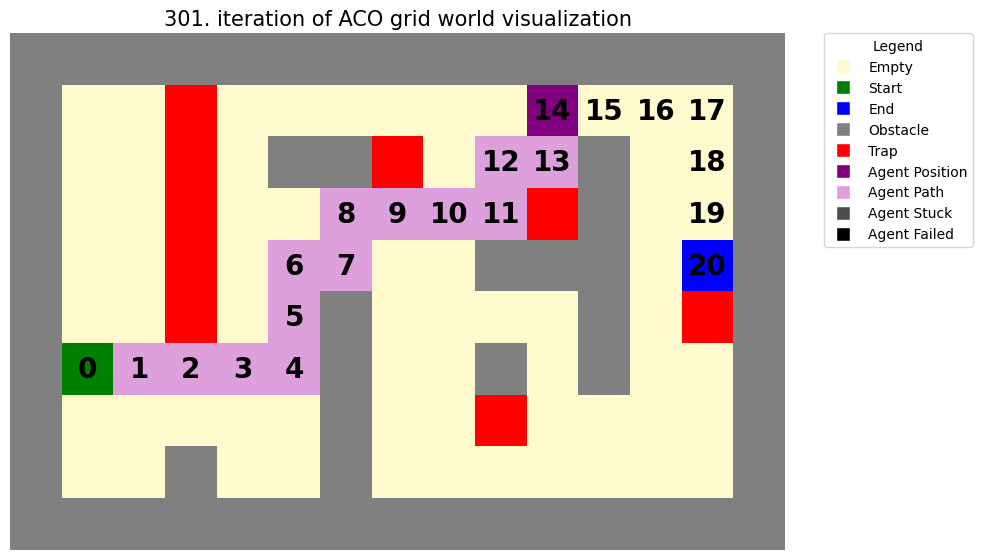 301. iteration of ACO grid world visualization
14 15 16 17
12 13 18
8 9 10 11 19
6 7 20
5
0 1 2 3 4
Legend
Empty
Start
End
Obstacle
Trap
Agent Position
Agent Path
Agent Stuck
Agent Failed